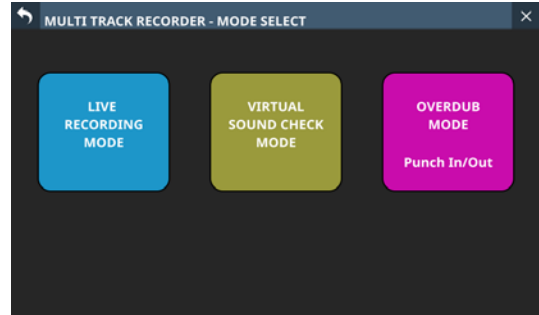 MULTI TRACK RECORDER - MODE SELECT
LIVE
RECORDING
MODE
VIRTUAL
SOUND CHECK
MODE
OVERDUB
MODE
Punch In/Out